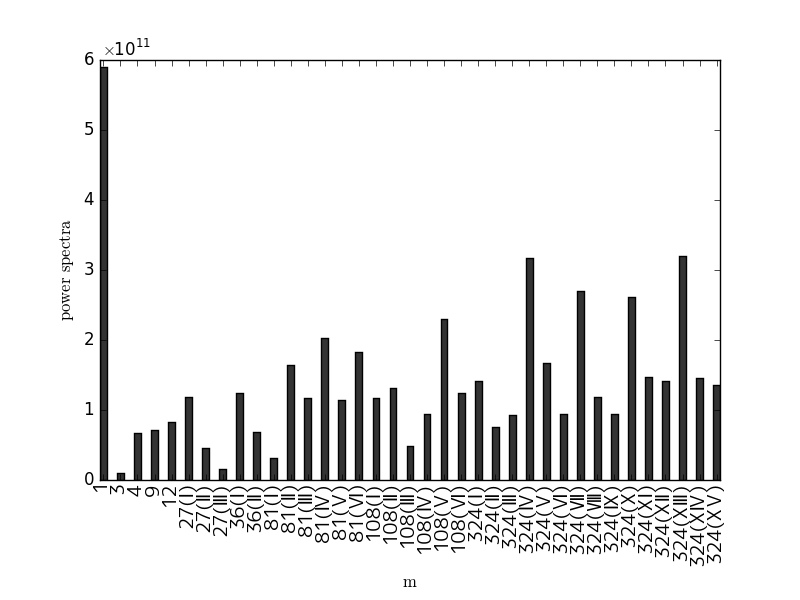 ×10¹¹
6
5
4
3
2
1
0
power spectra
1
3
4
9
12
27(I)
27(II)
27(III)
36(I)
36(II)
81(I)
81(II)
81(III)
81(IV)
81(V)
81(VI)
108(I)
108(II)
108(III)
108(IV)
108(V)
108(VI)
324(I)
324(II)
324(III)
324(IV)
324(V)
324(VI)
324(VII)
324(VIII)
324(IX)
324(X)
324(XI)
324(XII)
324(XIII)
324(XIV)
324(XV)
m